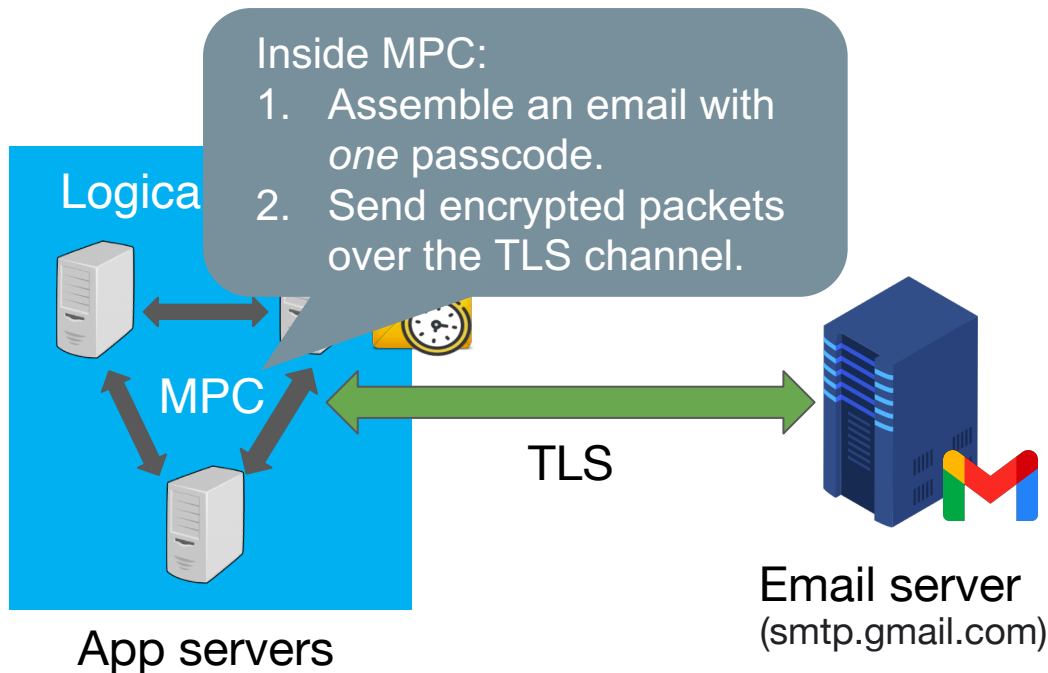 Inside MPC:
1. Assemble an email with
one passcode.
2. Send encrypted packets
over the TLS channel.
Logica
MPC
TLS
Email server
(smtp.gmail.com)
App servers